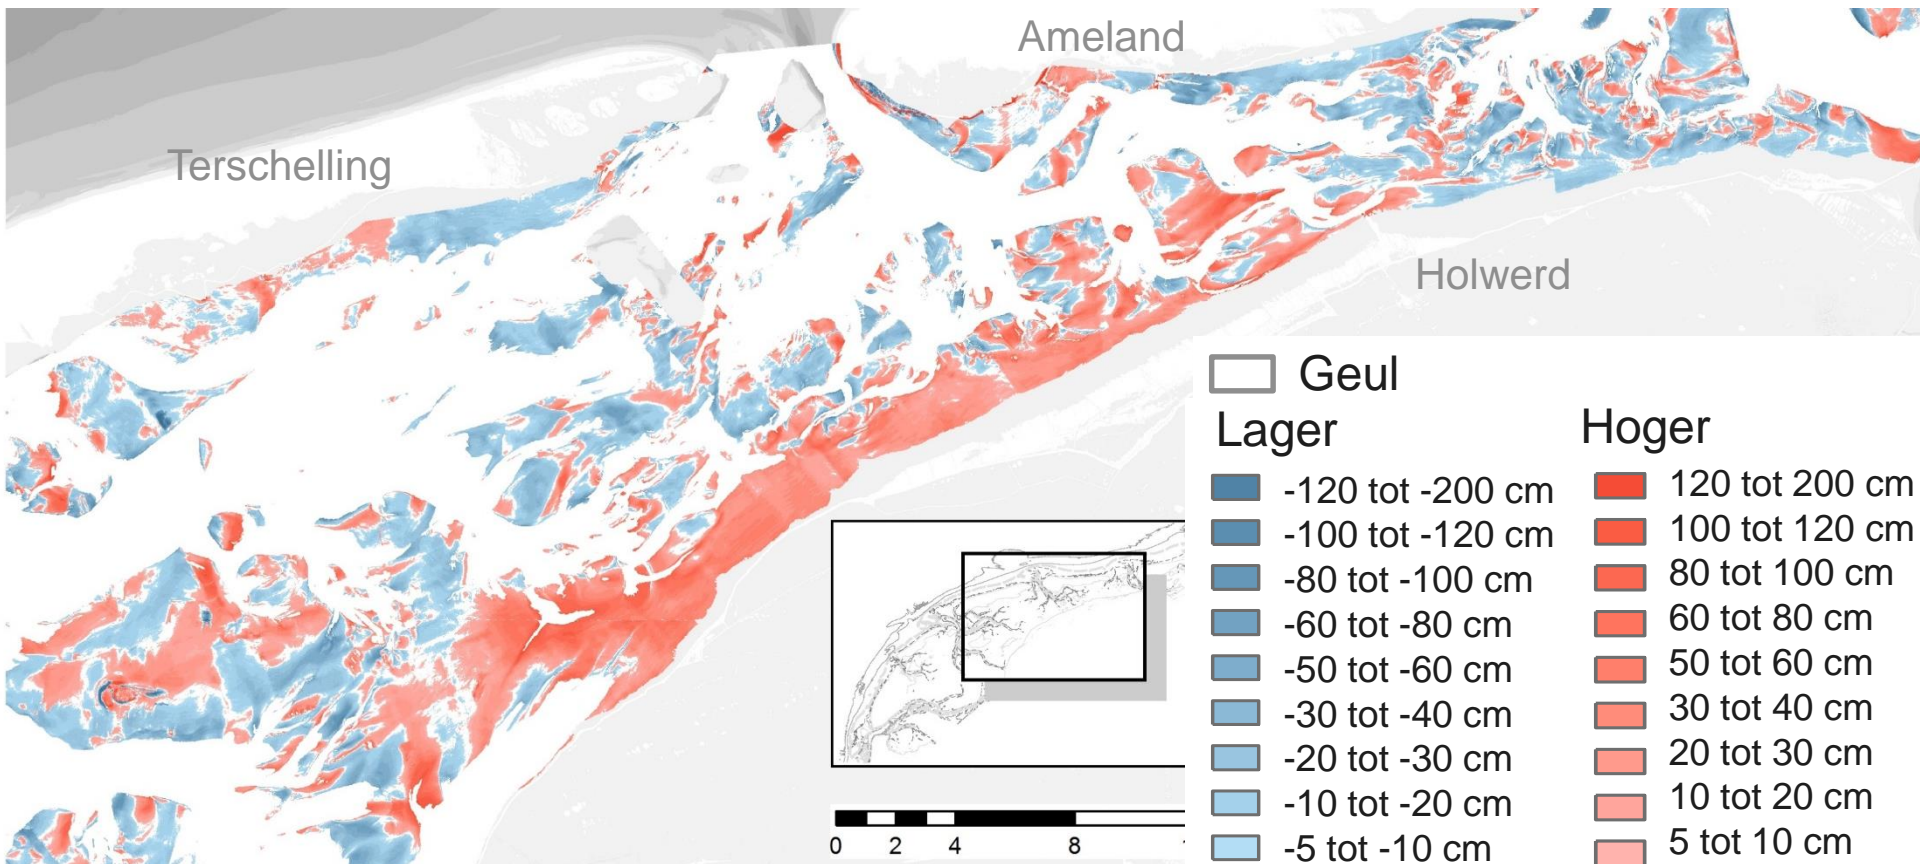 Ameland
Terschelling
Holwerd
Geul
Lager
-120 tot -200 cm
-100 tot -120 cm
-80 tot -100 cm
-60 tot -80 cm
-50 tot -60 cm
-30 tot -40 cm
-20 tot -30 cm
-10 tot -20 cm
-5 tot -10 cm
Hoger
120 tot 200 cm
100 tot 120 cm
80 tot 100 cm
60 tot 80 cm
50 tot 60 cm
30 tot 40 cm
20 tot 30 cm
10 tot 20 cm
5 tot 10 cm
0 2 4 8